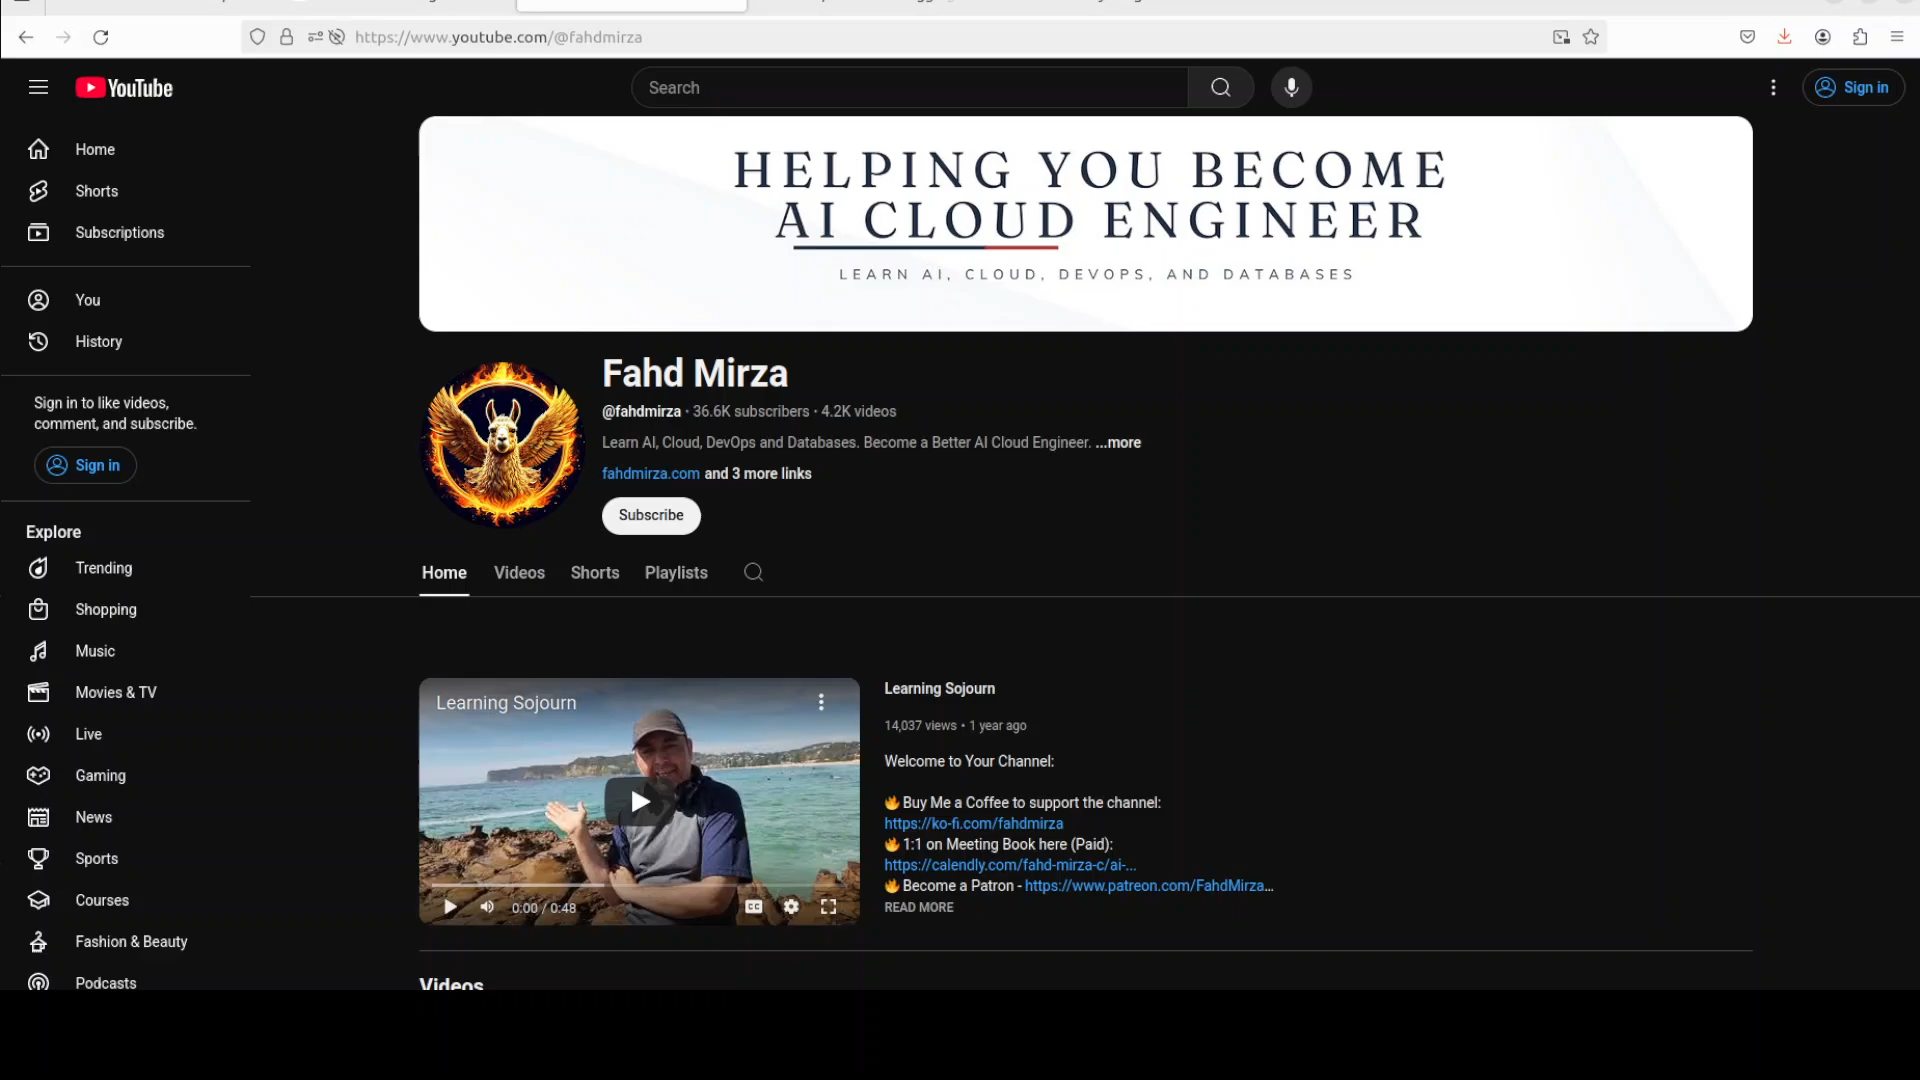 https://www.youtube.com/@fahdmirza
YouTube
Search
Sign in
Home
Shorts
Subscriptions
You
History
Sign in to like videos,
comment, and subscribe.
Sign in
Explore
Trending
Shopping
Music
Movies & TV
Live
Gaming
News
Sports
Courses
Fashion & Beauty
Podcasts
HELPING YOU BECOME
AI CLOUD ENGINEER
LEARN AI, CLOUD, DEVOPS, AND DATABASES
Fahd Mirza
@fahdmirza • 36.6K subscribers • 4.2K videos
Learn AI, Cloud, DevOps and Databases. Become a Better AI Cloud Engineer. ...more
fahdmirza.com and 3 more links
Subscribe
Home Videos Shorts Playlists
Learning Sojourn
0:00 / 0:48
CC
Learning Sojourn
14,037 views • 1 year ago
Welcome to Your Channel:
🔥Buy Me a Coffee to support the channel:
https://ko-fi.com/fahdmirza
🔥1:1 on Meeting Book here (Paid):
https://calendly.com/fahd-mirza-c/ai-...
🔥Become a Patron - https://www.patreon.com/FahdMirza...
READ MORE
Videos